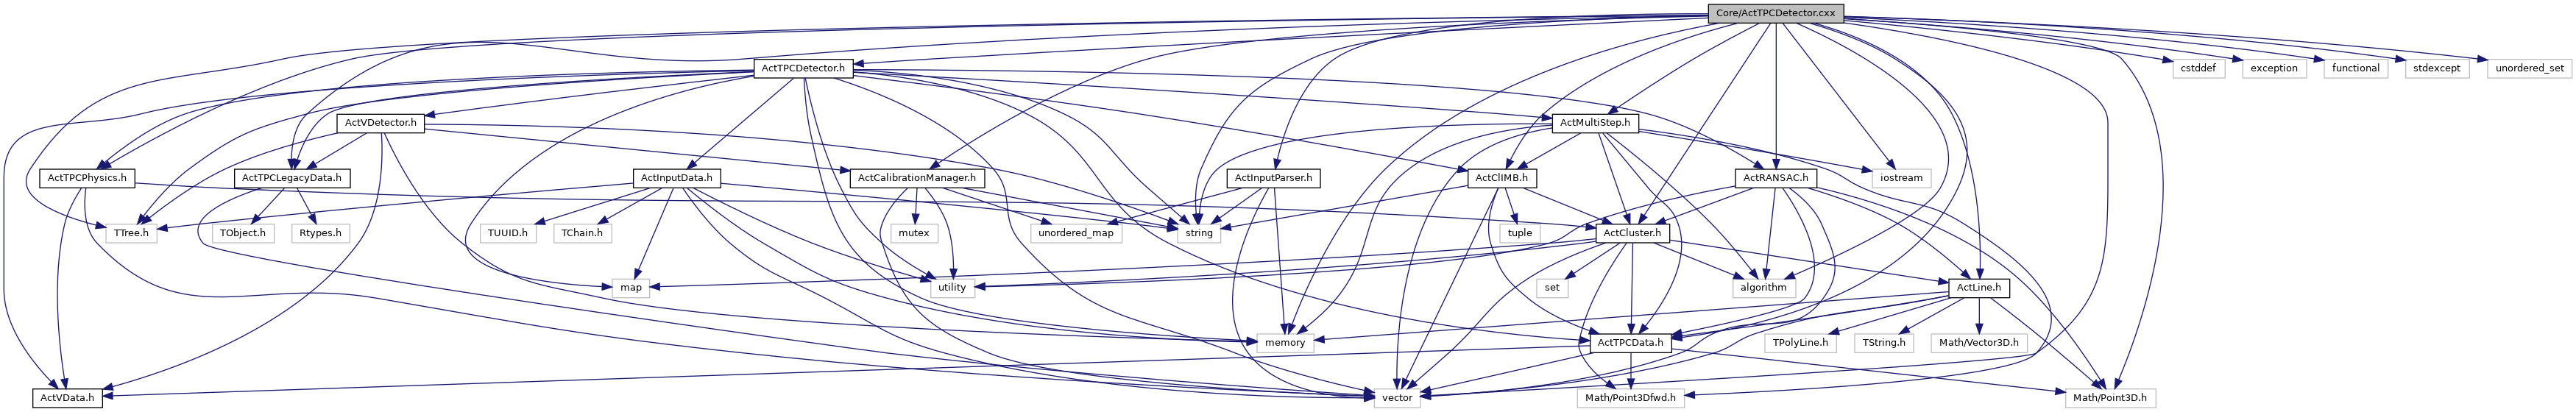 Core/ActTPCDetector.cxx
ActTPCDetector.h
cstddef
exception
functional
stdexcept
unordered_set
ActVDetector.h
ActMultiStep.h
ActTPCPhysics.h
ActTPCLegacyData.h
ActInputData.h
ActCalibrationManager.h
ActInputParser.h
ActClIMB.h
ActRANSAC.h
iostream
TTree.h
TObject.h
Rtypes.h
TUUID.h
TChain.h
mutex
unordered_map
string
tuple
ActCluster.h
map
utility
set
algorithm
ActLine.h
memory
ActTPCData.h
TPolyLine.h
TString.h
Math/Vector3D.h
ActVData.h
vector
Math/Point3Dfwd.h
Math/Point3D.h